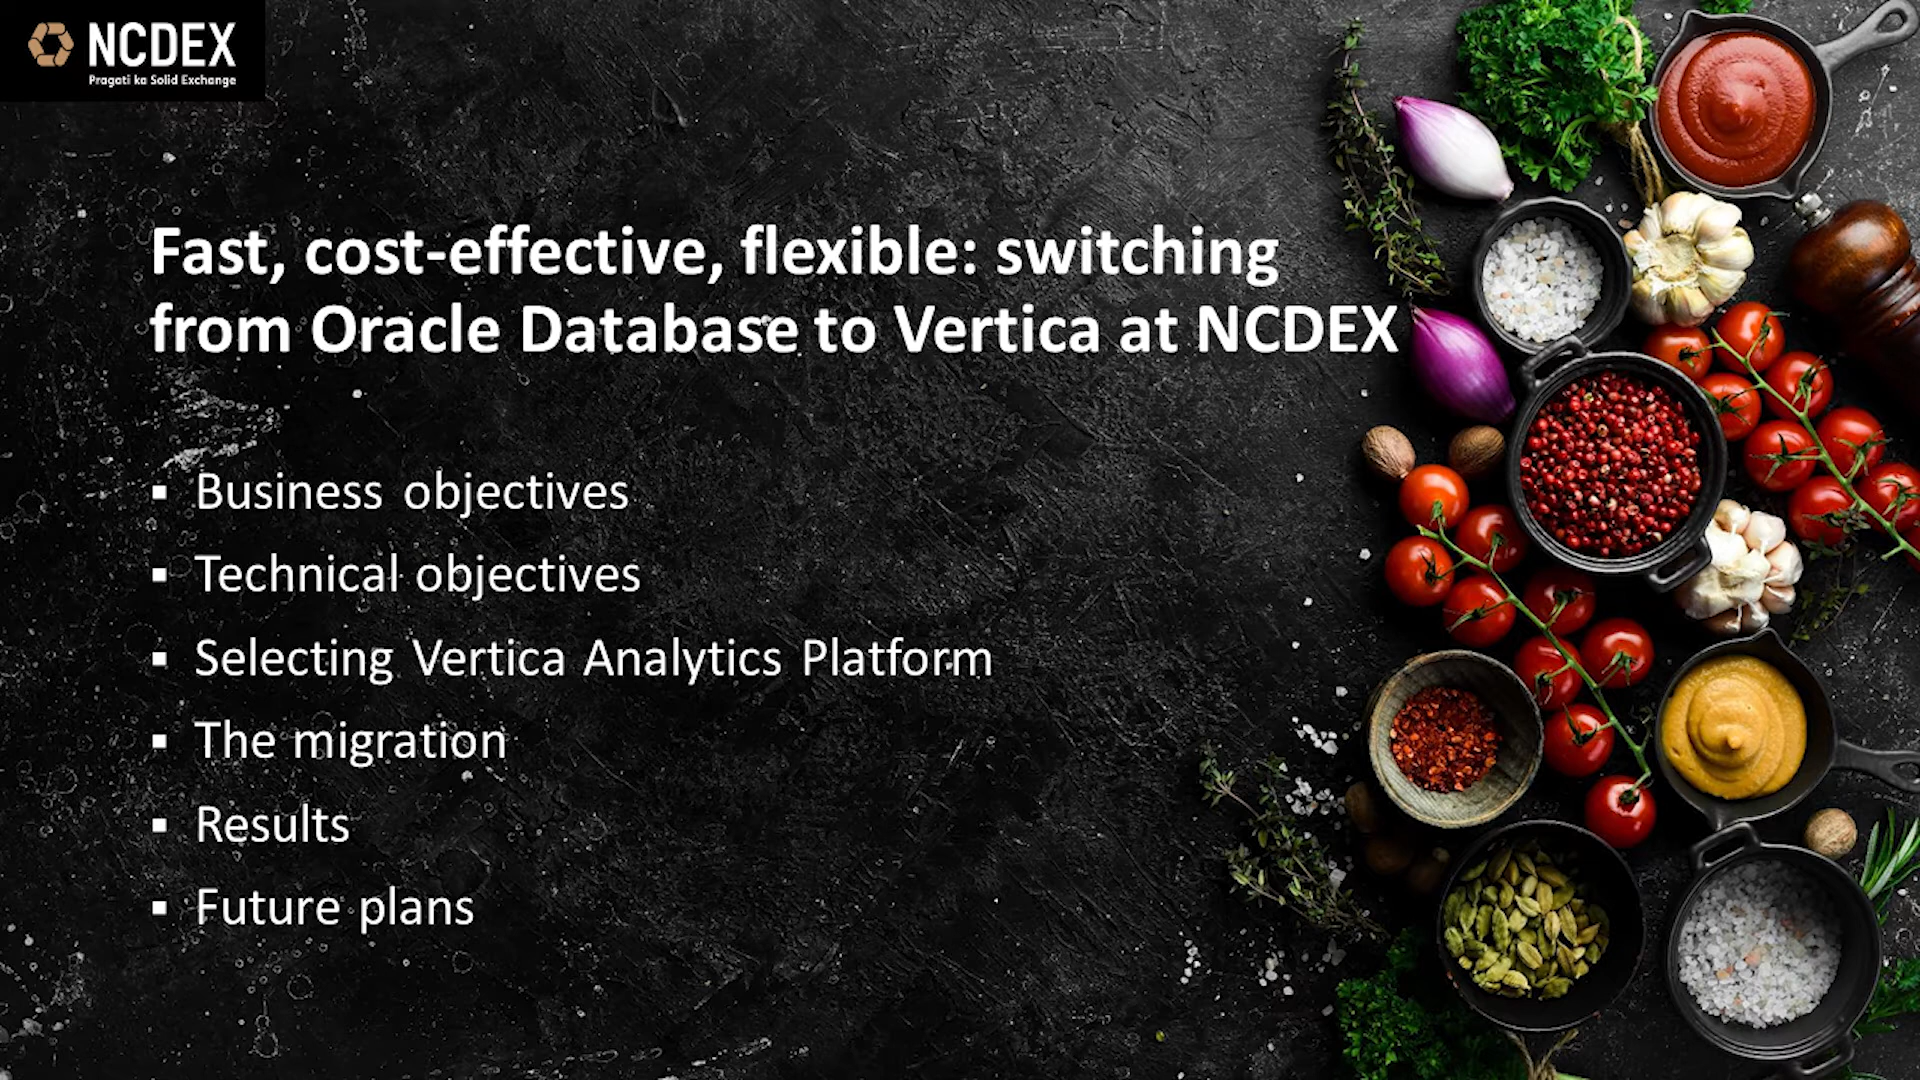 NCDEX
Pragati ka Solid Exchange
Fast, cost-effective, flexible: switching
from Oracle Database to Vertica at NCDEX
▪ Business objectives
▪ Technical objectives
▪ Selecting Vertica Analytics Platform
▪ The migration
▪ Results
▪ Future plans